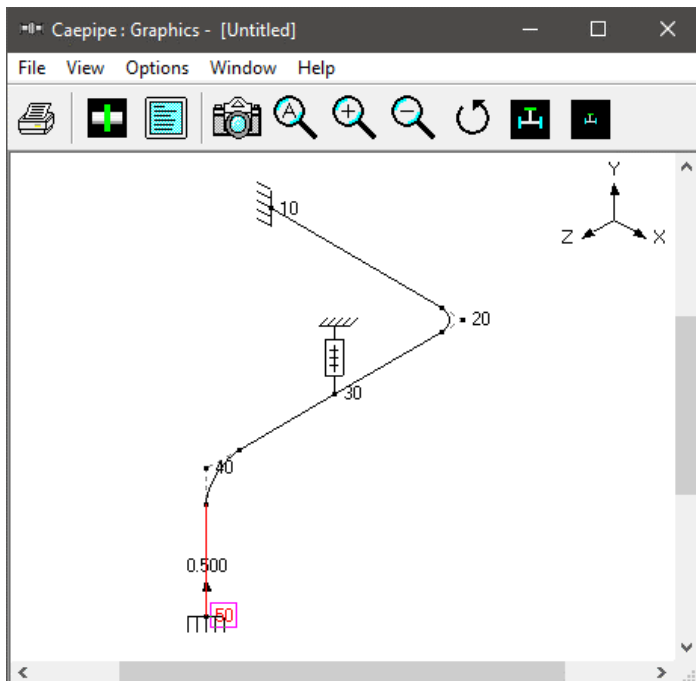 Caepipe : Graphics - [Untitled]
File View Options Window Help
A
Y
10
Z X
20
30
40
0.500
50